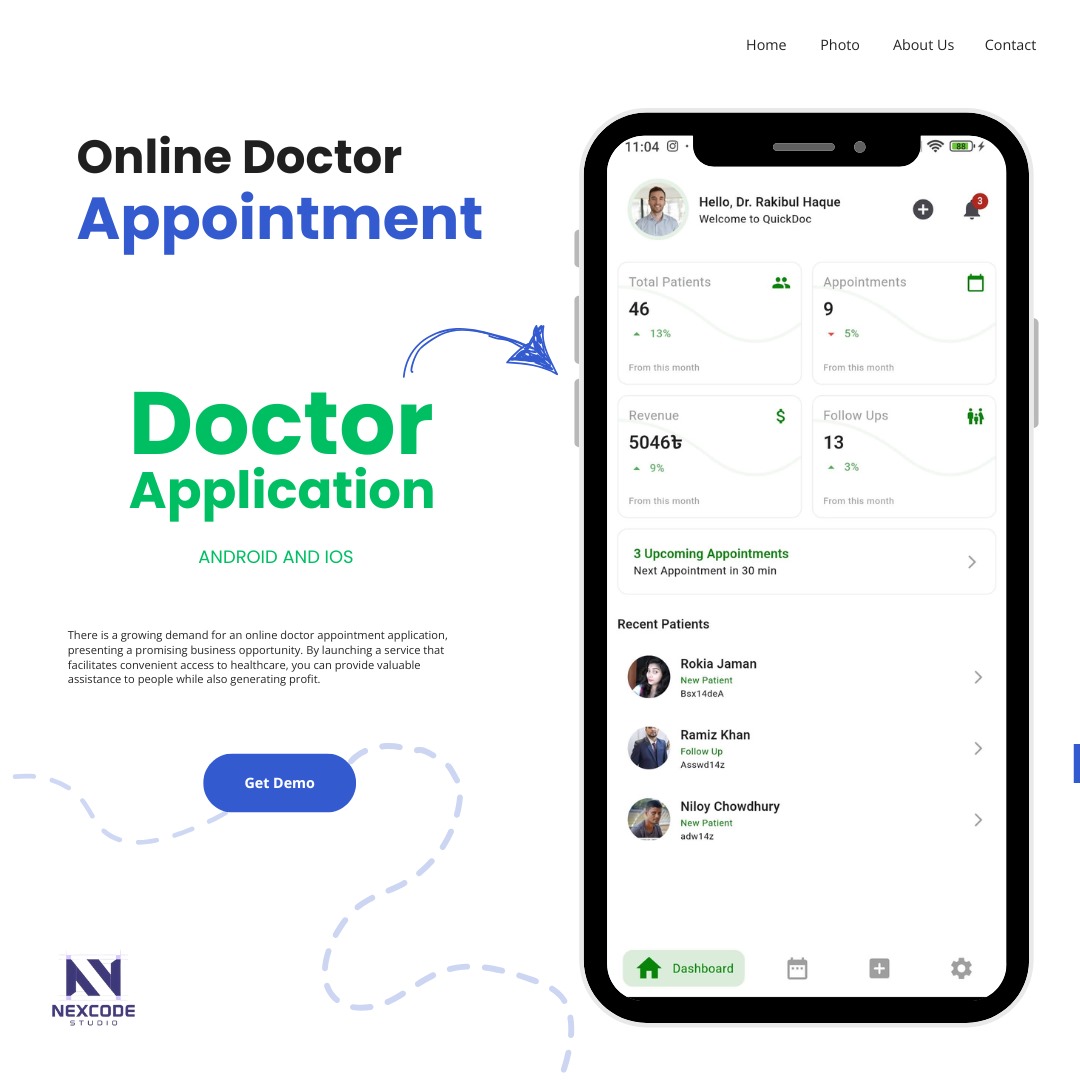 Home Photo About Us Contact
Online Doctor
Appointment
Doctor
Application
ANDROID AND IOS
There is a growing demand for an online doctor appointment application,
presenting a promising business opportunity. By launching a service that
facilitates convenient access to healthcare, you can provide valuable
assistance to people while also generating profit.
Get Demo
NEXCODE
STUDIO
11:04 88
Hello, Dr. Rakibul Haque
Welcome to QuickDoc
3
Total Patients
46
13%
From this month
Appointments
9
5%
From this month
Revenue
$
5046৳
9%
From this month
Follow Ups
13
3%
From this month
3 Upcoming Appointments
Next Appointment in 30 min
Recent Patients
Rokia Jaman
New Patient
Bsx14deA
Ramiz Khan
Follow Up
Asswd14z
Niloy Chowdhury
New Patient
adw14z
Dashboard